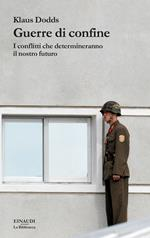 Klaus Dodds
Guerre di confine
I conflitti che determineranno
il nostro futuro
EINAUDI
La Biblioteca